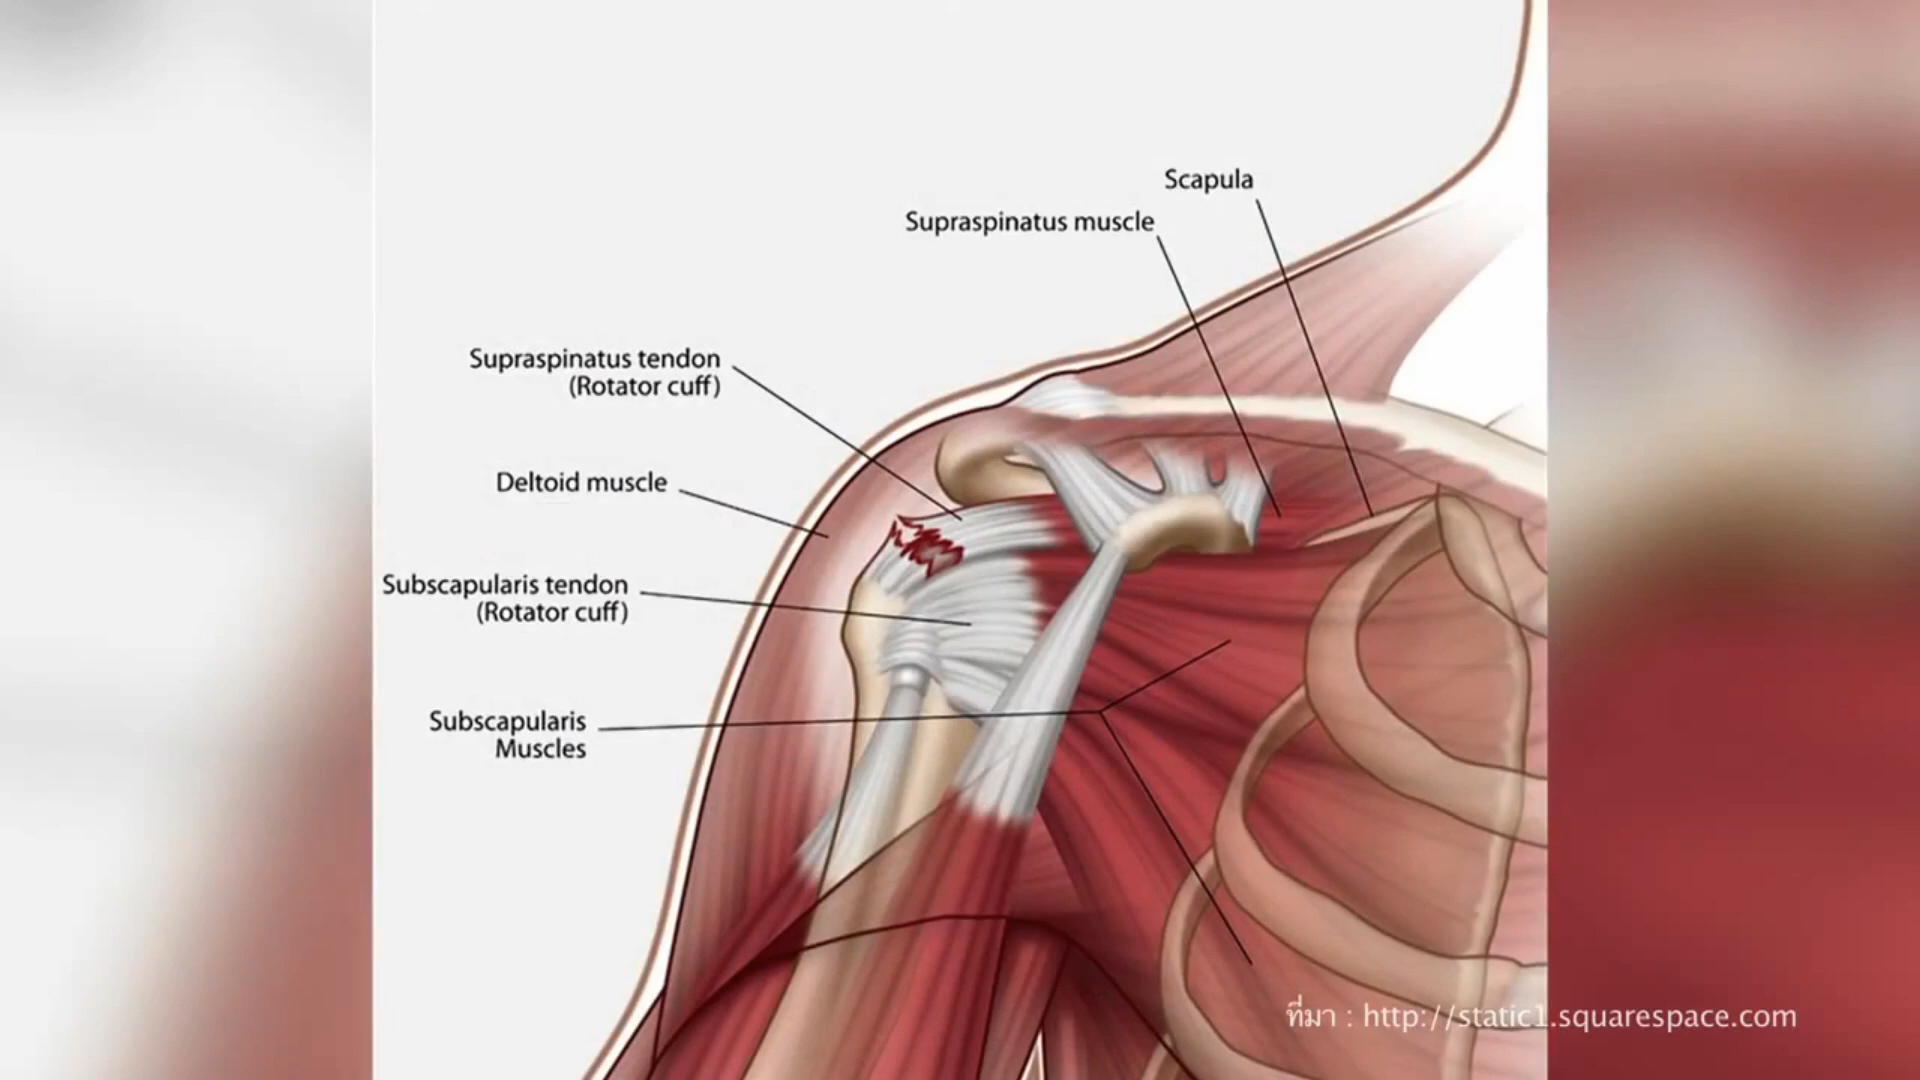 Scapula
Supraspinatus muscle
Supraspinatus tendon
(Rotator cuff)
Deltoid muscle
Subscapularis tendon
(Rotator cuff)
Subscapularis
Muscles
ที่มา : http://static1.squarespace.com